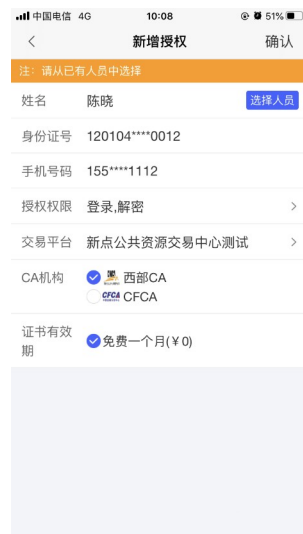 中国电信 4G 10:08 51%
新增授权 确认
注：请从已有人员中选择
姓名 陈晓 选择人员
身份证号 120104****0012
手机号码 155****1112
授权权限 登录,解密
交易平台 新点公共资源交易中心测试
CA机构 西部CA
CFCA CFCA
证书有效期 免费一个月(￥0)